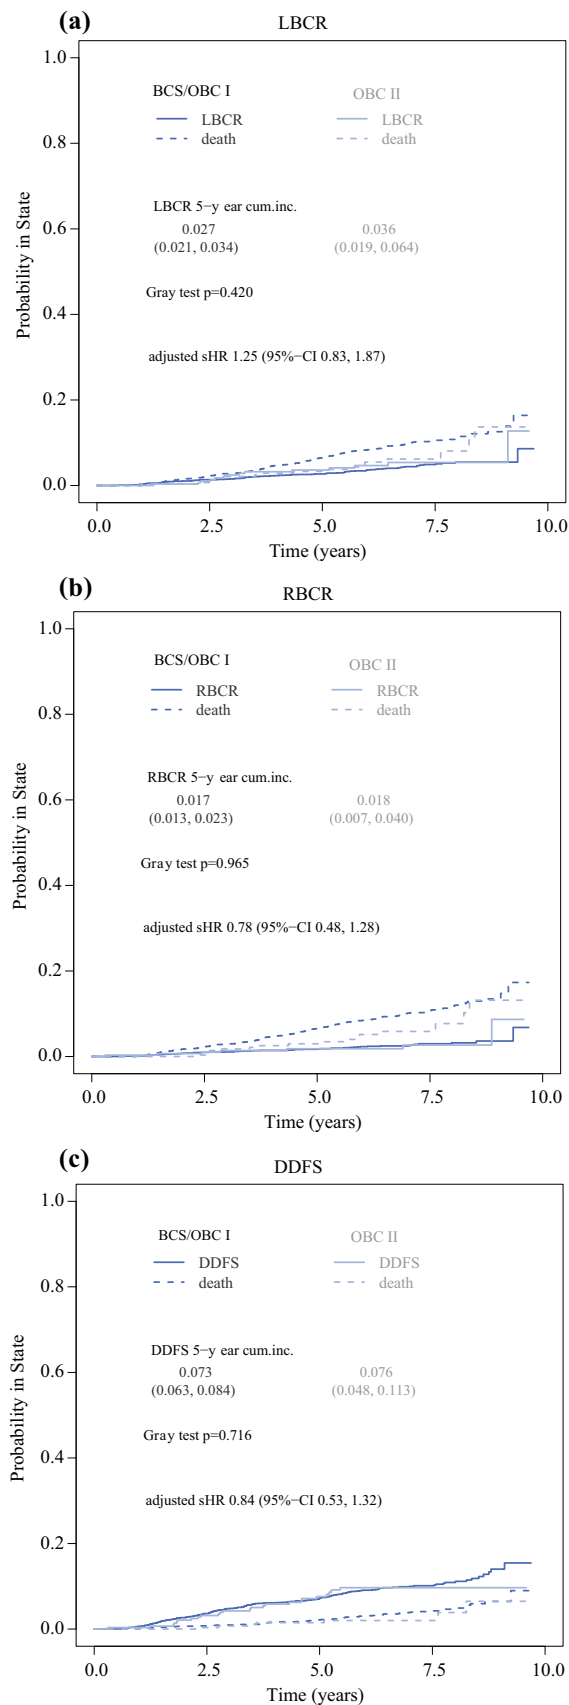 (a)
LBCR
1.0
BCS/OBC I
OBC II
LBCR
LBCR
0.8
death
death
LBCR 5−y ear cum.inc.
0.6
0.027
0.036
(0.021, 0.034)
(0.019, 0.064)
Gray test p=0.420
0.4
adjusted sHR 1.25 (95%−CI 0.83, 1.87)
0.2
0.0
Probability in State
0.0 2.5 5.0 7.5 10.0
Time (years)
(b)
RBCR
1.0
BCS/OBC I
OBC II
RBCR
RBCR
0.8
death
death
RBCR 5−y ear cum.inc.
0.6
0.017
0.018
(0.013, 0.023)
(0.007, 0.040)
Gray test p=0.965
0.4
adjusted sHR 0.78 (95%−CI 0.48, 1.28)
0.2
0.0
Probability in State
0.0 2.5 5.0 7.5 10.0
Time (years)
(c)
DDFS
1.0
BCS/OBC I
OBC II
DDFS
DDFS
0.8
death
death
DDFS 5−y ear cum.inc.
0.6
0.073
0.076
(0.063, 0.084)
(0.048, 0.113)
Gray test p=0.716
0.4
adjusted sHR 0.84 (95%−CI 0.53, 1.32)
0.2
0.0
Probability in State
0.0 2.5 5.0 7.5 10.0
Time (years)